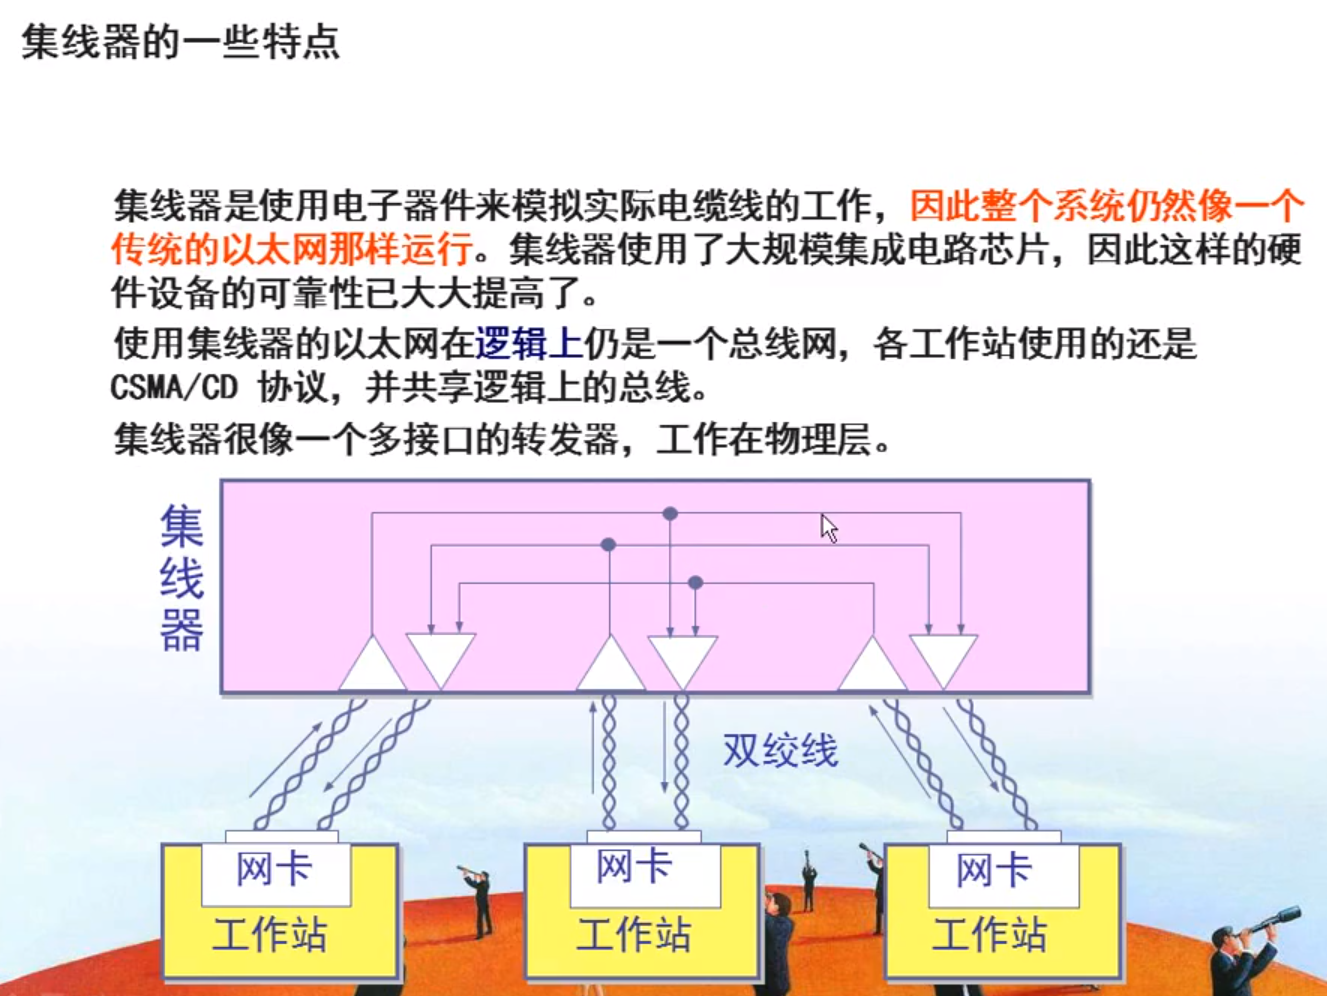 集线器的一些特点
集线器是使用电子器件来模拟实际电缆线的工作，因此整个系统仍然像一个
传统的以太网那样运行。集线器使用了大规模集成电路芯片，因此这样的硬
件设备的可靠性已大大提高了。
使用集线器的以太网在逻辑上仍是一个总线网，各工作站使用的还是
CSMA/CD 协议，并共享逻辑上的总线。
集线器很像一个多接口的转发器，工作在物理层。
集线器
双绞线
网卡
网卡
网卡
工作站
工作站
工作站